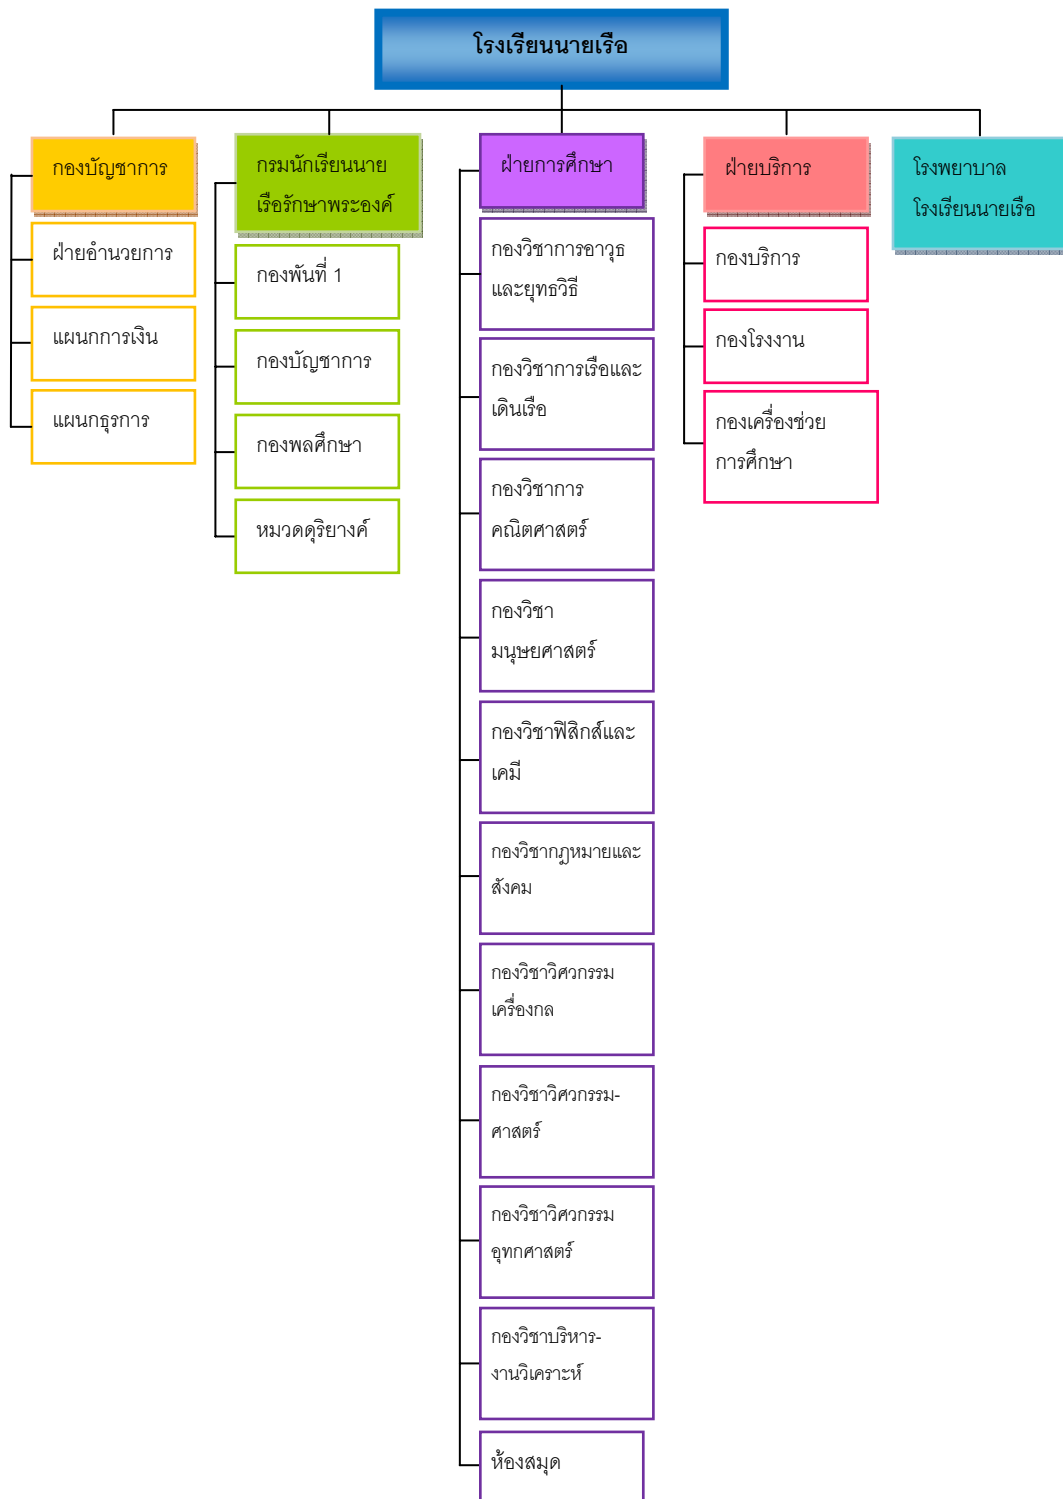 โรงเรียนนายเรือ
กองบัญชาการ
ฝ่ายอำนวยการ
แผนกการเงิน
แผนกธุรการ
กรมนักเรียนนาย
เรือรักษาพระองค์
กองพันที่ 1
กองบัญชาการ
กองพลศึกษา
หมวดดุริยางค์
ฝ่ายการศึกษา
กองวิชาการอาวุธ
และยุทธวิธี
กองวิชาการเรือและ
เดินเรือ
กองวิชาการ
คณิตศาสตร์
กองวิชา
มนุษยศาสตร์
กองวิชาฟิสิกส์และ
เคมี
กองวิชากฎหมายและ
สังคม
กองวิชาวิศวกรรม
เครื่องกล
กองวิชาวิศวกรรม-
ศาสตร์
กองวิชาวิศวกรรม
อุทกศาสตร์
กองวิชาบริหาร-
งานวิเคราะห์
ห้องสมุด
ฝ่ายบริการ
กองบริการ
กองโรงงาน
กองเครื่องช่วย
การศึกษา
โรงพยาบาล
โรงเรียนนายเรือ